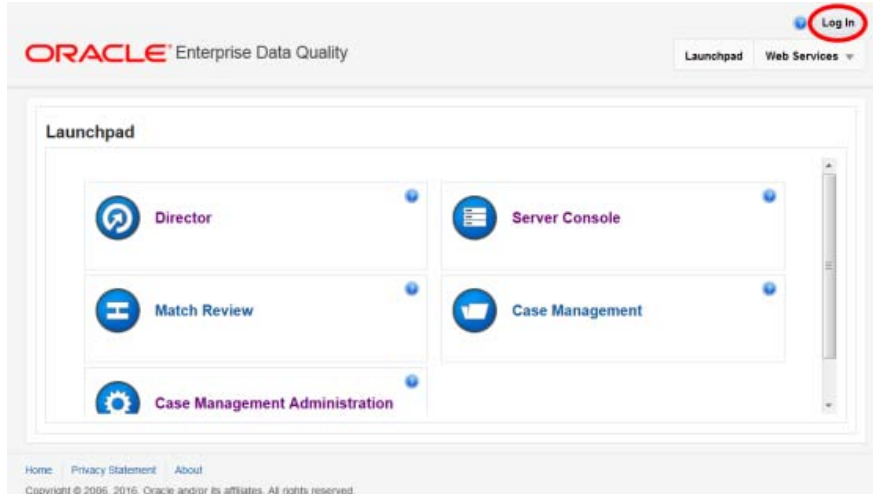 Log In
ORACLE Enterprise Data Quality
Launchpad Web Services
Launchpad
Director
Server Console
Match Review
Case Management
Case Management Administration
Home Privacy Statement About
Copyright © 2006, 2016, Oracle and/or its affiliates. All rights reserved.